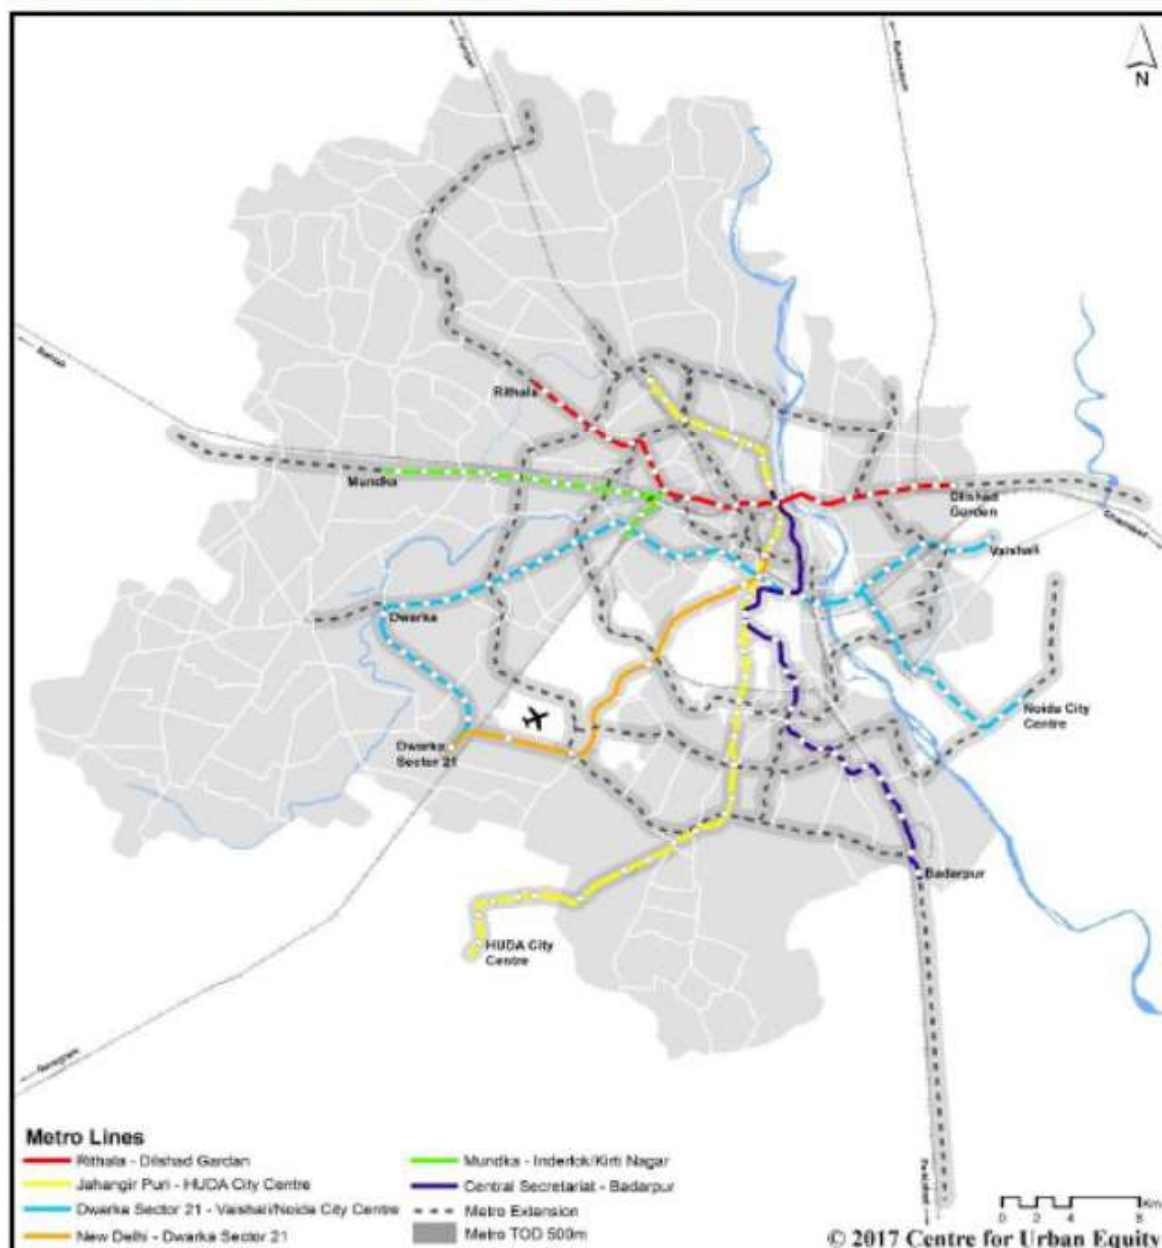 N
Rithala
Mundka
Dilshad
Gurden
Vaishali
Dwarka
Noida City
Centre
Dwarka
Sector 21
Badarpur
HUDA City
Centre
Metro Lines
Rithala - Dilshad Gardan
Jahangir Puri - HUDA City Centre
Dwarka Sector 21 - Vaishali/Noida City Centre
New Delhi - Dwarka Sector 21
Mundka - Inderlok/Kirti Nagar
Central Secretariat - Badarpur
Metro Extension
Metro TOD 500m
Km
0 2 4 8
© 2017 Centre for Urban Equity